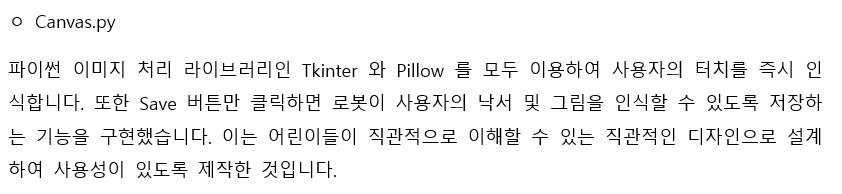 ㅇ Canvas.py
파이썬 이미지 처리 라이브러리인 Tkinter 와 Pillow 를 모두 이용하여 사용자의 터치를 즉시 인
식합니다. 또한 Save 버튼만 클릭하면 로봇이 사용자의 낙서 및 그림을 인식할 수 있도록 저장하
는 기능을 구현했습니다. 이는 어린이들이 직관적으로 이해할 수 있는 직관적인 디자인으로 설계
하여 사용성이 있도록 제작한 것입니다.